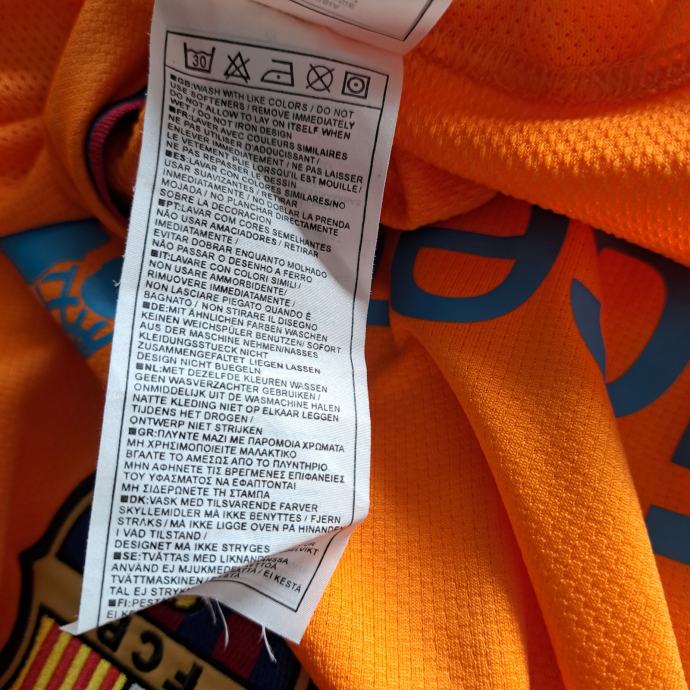 30
■GB:WASH WITH LIKE COLORS / DO NOT
USE SOFTENERS / REMOVE IMMEDIATELY
DO NOT ALLOW TO LAY ON ITSELF WHEN
WET / DO NOT IRON DESIGN
■FR:LAVER AVEC COULEURS SIMILAIRES
NE PAS UTILISER D'ADOUCISSANT /
ENLEVER IMMEDIATEMENT / NE PAS LAISSER
LE VETEMENT PLIE LORSQU'IL EST MOUILLE /
NE PAS REPASSER LE DESSIN
■ES:LAVAR CON COLORES SIMILARES/NO
USAR SUAVIZANTES / RETIRAR
INMEDIATAMENTE / NO DOBLAR LA PRENDA
MOJADA / NO PLANCHAR DIRECTAMENTE
SOBRE LA DECORACION
■PT:LAVAR COM CORES SEMELHANTES
NÃO USAR AMACIADORES / RETIRAR
IMEDIATAMENTE /
EVITAR DOBRAR ENQUANTO MOLHADO
NÃO PASSAR O DESENHO A FERRO
■IT:LAVARE CON COLORI SIMILI /
NON USARE AMMORBIDENTE/
RIMUOVERE IMMEDIATAMENTE /
NON LASCIARE PIEGATO QUANDO È
BAGNATO / NON STIRARE IL DISEGNO
■DE:MIT ÄHNLICHEN FARBEN WASCHEN
KEINEN WEICHSPÜLER BENUTZEN/ SOFORT
AUS DER MASCHINE NEHMEN/NASSES
KLEIDUNGSSTUECK NICHT
ZUSAMMENGEFALTET LIEGEN LASSEN
DESIGN NICHT BUEGELN
■NL:MET DEZELFDE KLEUREN WASSEN
GEEN WASVERZACHTER GEBRUIKEN/
ONMIDDELIJK UIT DE WASMACHINE HALEN
NATTE KLEDING NIET OP ELKAAR LEGGEN
TIJDENS HET DROGEN /
ONTWERP NIET STRIJKEN
■GR:ΠΛΥΝΤΕ ΜΑΖΙ ΜΕ ΠΑΡΟΜΟΙΑ ΧΡΩΜΑΤΑ
ΜΗ ΧΡΗΣΙΜΟΠΟΙΕΙΤΕ ΜΑΛΑΚΤΙΚΟ
ΒΓΑΛΤΕ ΤΟ ΑΜΕΣΩΣ ΑΠΟ ΤΟ ΠΛΥΝΤΗΡΙΟ
ΜΗΝ ΑΦΗΝΕΤΕ ΤΙΣ ΒΡΕΓΜΕΝΕΣ ΕΠΙΦΑΝΕΙΕΣ
ΤΟΥ ΥΦΑΣΜΑΤΟΣ ΝΑ ΕΦΑΠΤΟΝΤΑΙ
ΜΗ ΣΙΔΕΡΩΝΕΤΕ ΤΗ ΣΤΑΜΠΑ
■DK:VASK MED TILSVARENDE FARVER
SKYLLEMIDLER MÅ IKKE BENYTTES / FJERN
STRAKS / MÅ IKKE LIGGE OVEN PÅ HINANDEN
I VÅD TILSTAND /
DESIGNET MÅ IKKE STRYGES
■SE:TVÄTTAS MED LIKNANDE
ANVÄND EJ MJUKMEDEL
TVÄTTMASKINEN /
TÅL EJ STRYK
■FI:PEST
EI KE
EI KESTÄ
FCB